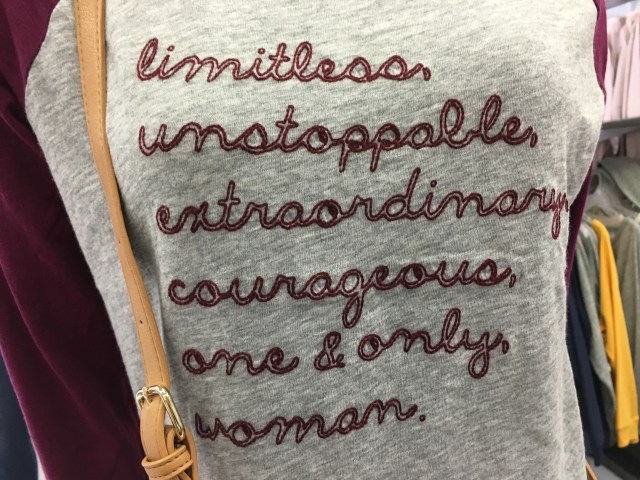 limitless,
unstoppable,
extraordinary,
courageous,
one & only,
woman.